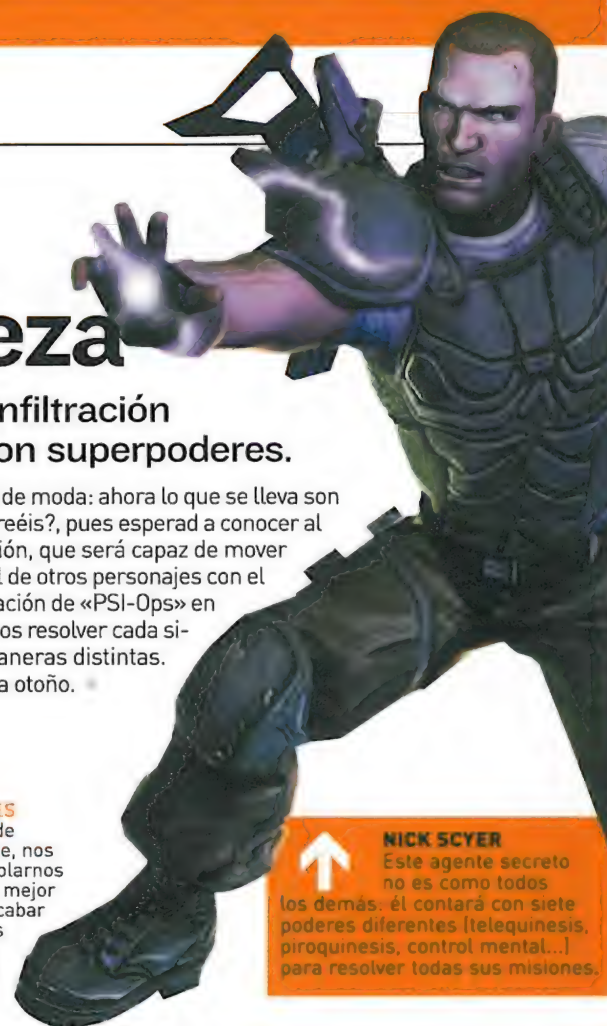 eza
nfiltración
on superpoderes.
de moda: ahora lo que se lleva son
reéis?, pues esperad a conocer al
ión, que será capaz de mover
l de otros personajes con el
ación de «PSI-Ops» en
os resolver cada si-
aneras distintas.
a otoño.
IS
de
e, nos
olarnos
mejor
cabar
s
NICK SCYER
Este agente secreto
no es como todos
los demás: él contará con siete
poderes diferentes (telequinesis,
piroquinesis, control mental...)
para resolver todas sus misiones.